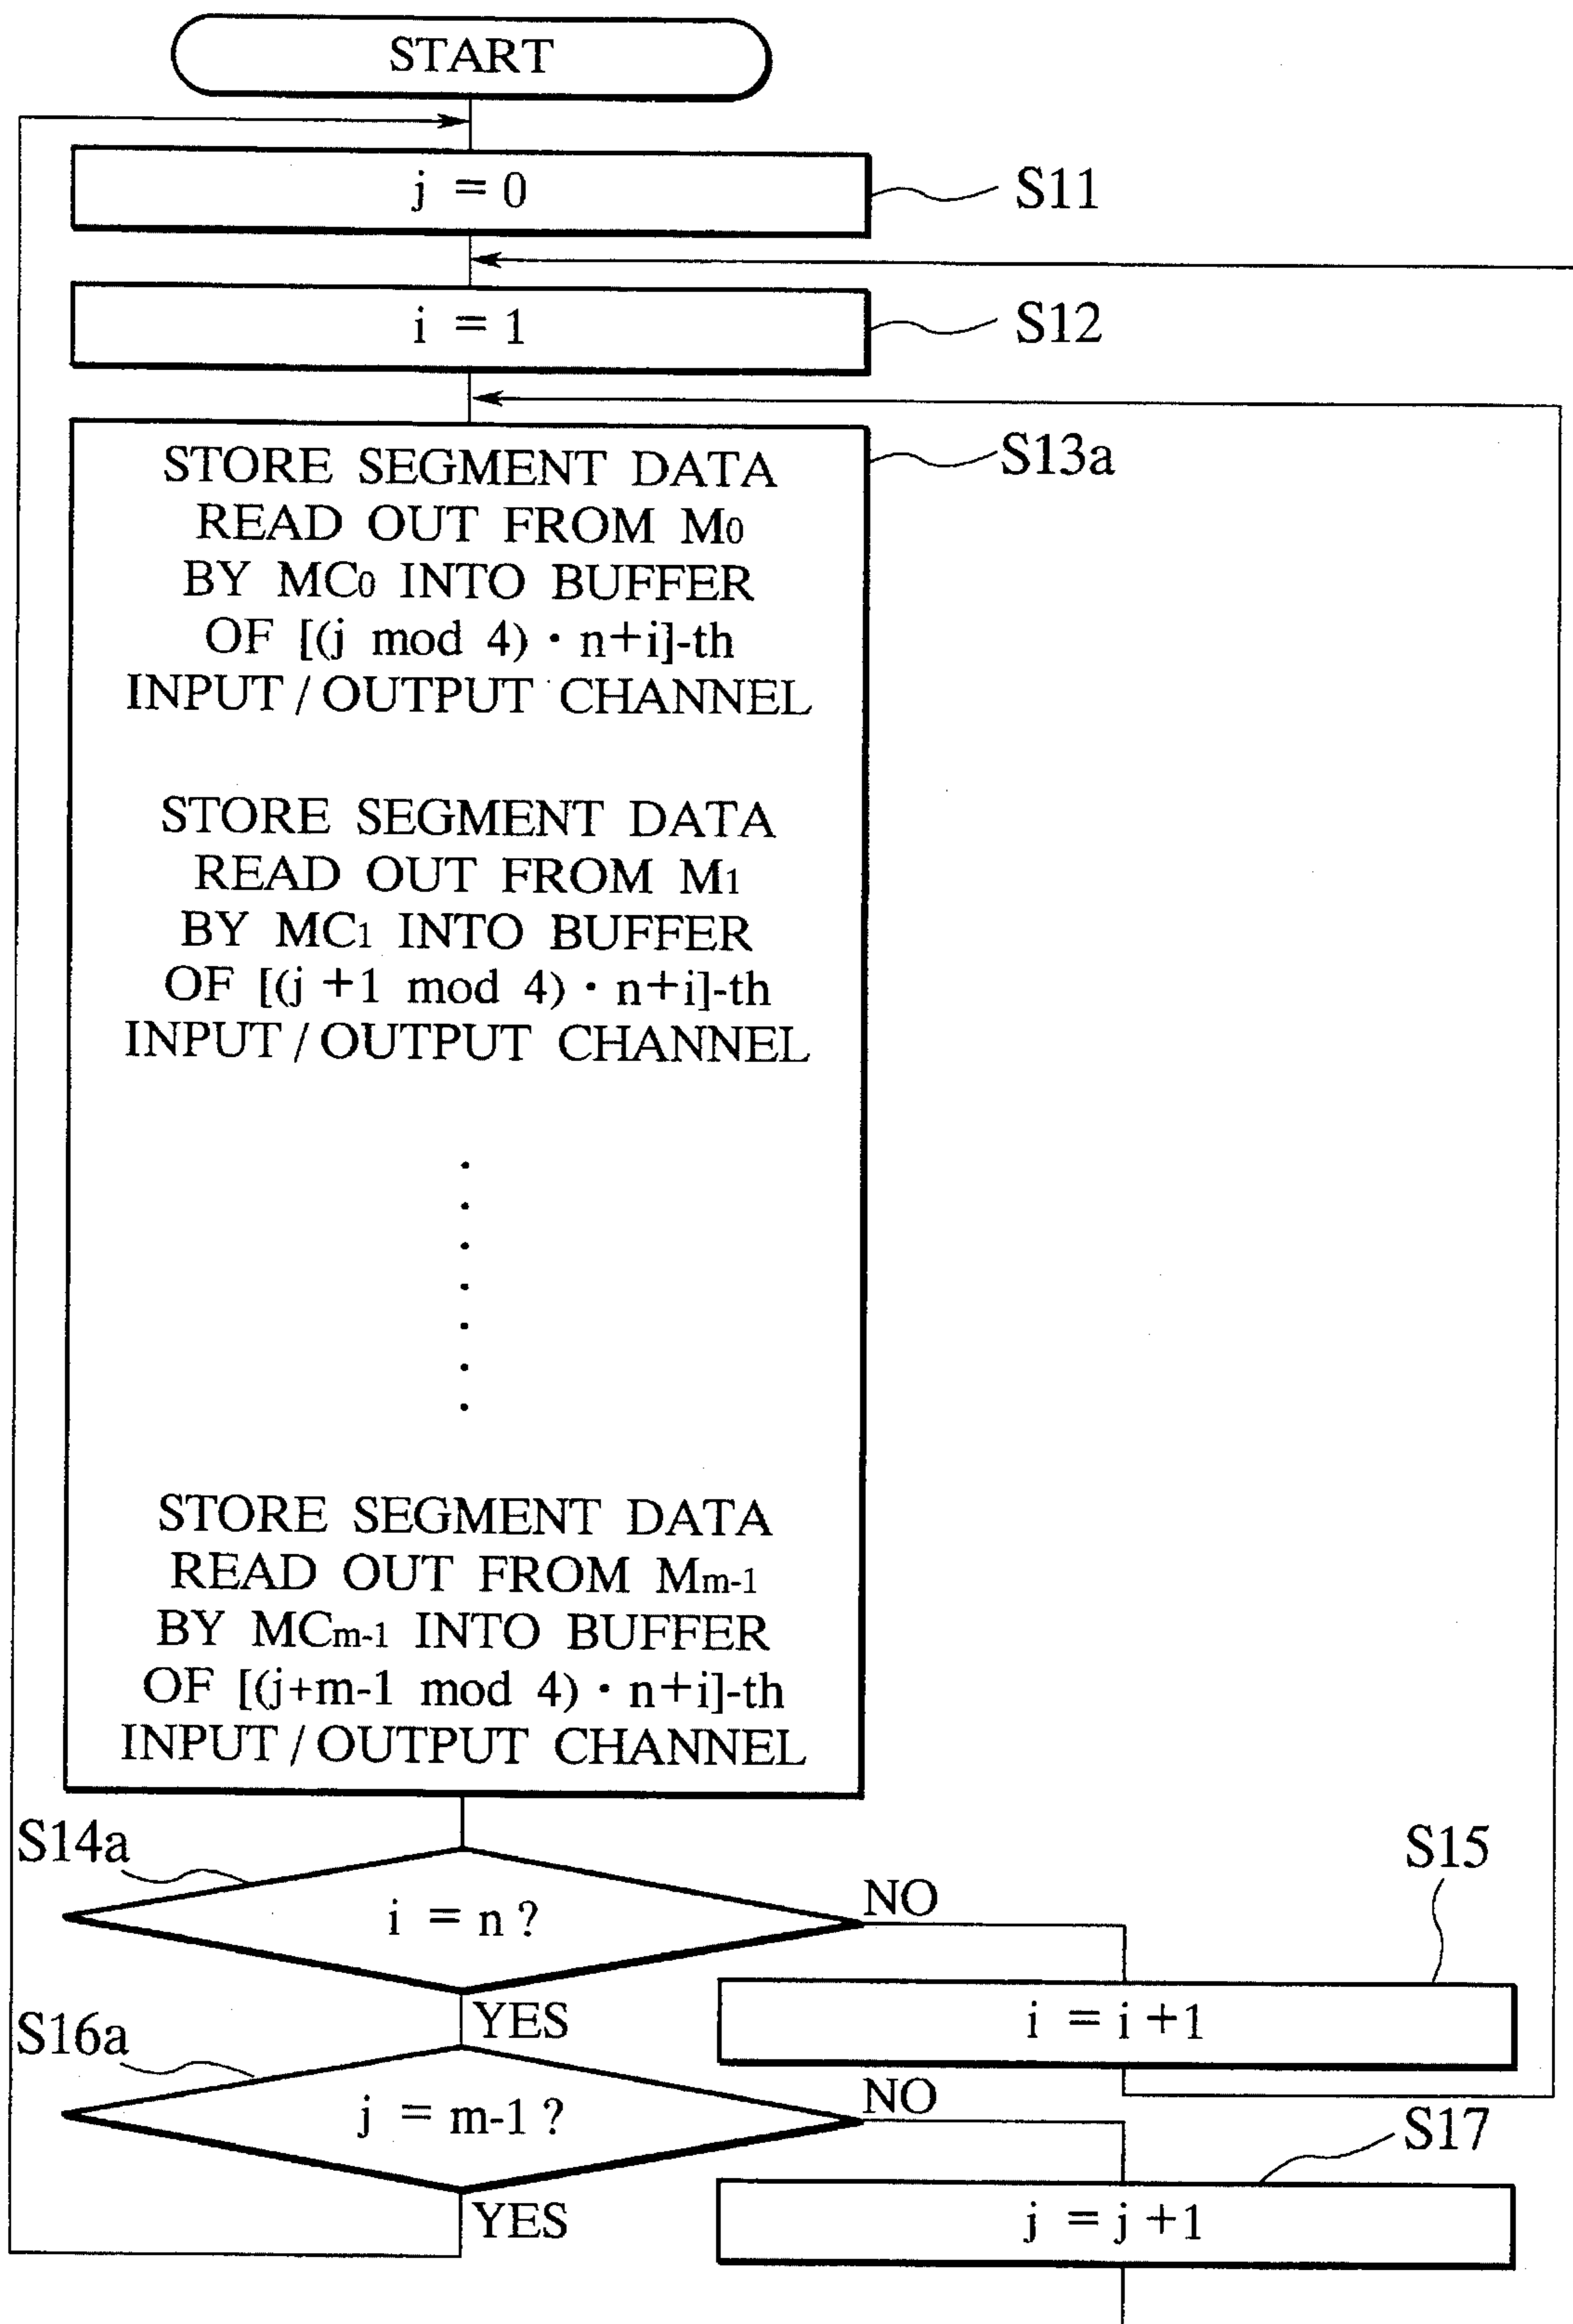 START
j = 0
S11
i = 1
S12
S13a
STORE SEGMENT DATA
READ OUT FROM M0
BY MC0 INTO BUFFER
OF [(j mod 4) · n+i]-th
INPUT / OUTPUT CHANNEL
STORE SEGMENT DATA
READ OUT FROM M1
BY MC1 INTO BUFFER
OF [(j +1 mod 4) · n+i]-th
INPUT / OUTPUT CHANNEL
STORE SEGMENT DATA
READ OUT FROM Mm-1
BY MCm-1 INTO BUFFER
OF [(j+m-1 mod 4) · n+i]-th
INPUT / OUTPUT CHANNEL
S14a
i = n ?
NO
S15
YES
i = i +1
S16a
j = m-1 ?
NO
S17
YES
j = j +1